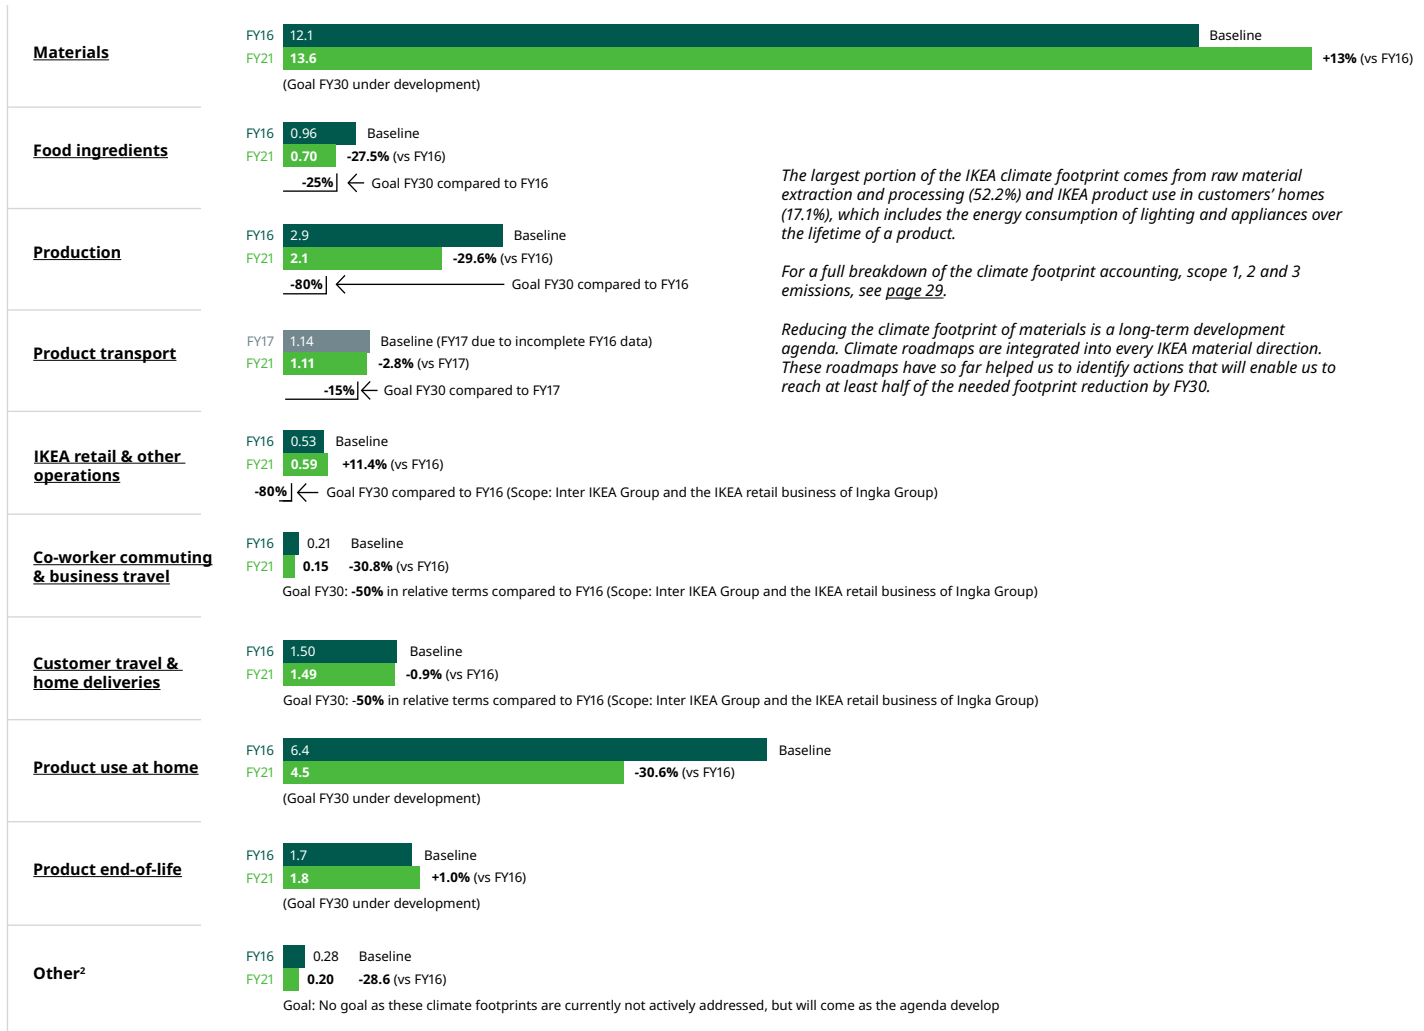 Materials
FY16 12.1 Baseline
FY21 13.6 +13% (vs FY16)
(Goal FY30 under development)
Food ingredients
FY16 0.96 Baseline
FY21 0.70 -27.5% (vs FY16)
-25% Goal FY30 compared to FY16
The largest portion of the IKEA climate footprint comes from raw material
extraction and processing (52.2%) and IKEA product use in customers’ homes
(17.1%), which includes the energy consumption of lighting and appliances over
the lifetime of a product.
For a full breakdown of the climate footprint accounting, scope 1, 2 and 3
emissions, see page 29.
Reducing the climate footprint of materials is a long-term development
agenda. Climate roadmaps are integrated into every IKEA material direction.
These roadmaps have so far helped us to identify actions that will enable us to
reach at least half of the needed footprint reduction by FY30.
Production
FY16 2.9 Baseline
FY21 2.1 -29.6% (vs FY16)
-80% Goal FY30 compared to FY16
Product transport
FY17 1.14 Baseline (FY17 due to incomplete FY16 data)
FY21 1.11 -2.8% (vs FY17)
-15% Goal FY30 compared to FY17
IKEA retail & other
operations
FY16 0.53 Baseline
FY21 0.59 +11.4% (vs FY16)
-80% Goal FY30 compared to FY16 (Scope: Inter IKEA Group and the IKEA retail business of Ingka Group)
Co-worker commuting
& business travel
FY16 0.21 Baseline
FY21 0.15 -30.8% (vs FY16)
Goal FY30: -50% in relative terms compared to FY16 (Scope: Inter IKEA Group and the IKEA retail business of Ingka Group)
Customer travel &
home deliveries
FY16 1.50 Baseline
FY21 1.49 -0.9% (vs FY16)
Goal FY30: -50% in relative terms compared to FY16 (Scope: Inter IKEA Group and the IKEA retail business of Ingka Group)
Product use at home
FY16 6.4 Baseline
FY21 4.5 -30.6% (vs FY16)
(Goal FY30 under development)
Product end-of-life
FY16 1.7 Baseline
FY21 1.8 +1.0% (vs FY16)
(Goal FY30 under development)
Other²
FY16 0.28 Baseline
FY21 0.20 -28.6 (vs FY16)
Goal: No goal as these climate footprints are currently not actively addressed, but will come as the agenda develop